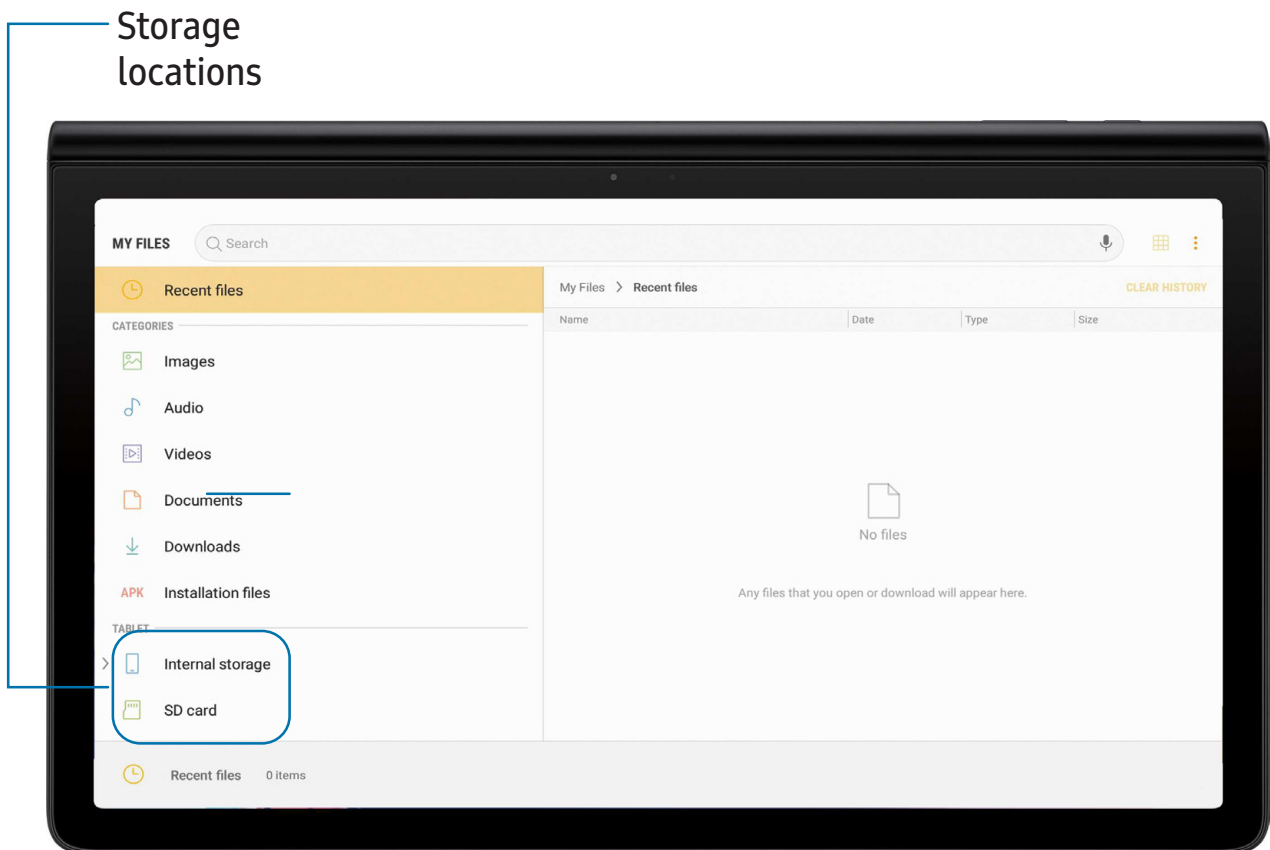 Storage
locations
MY FILES
Search
Recent files
My Files > Recent files
CLEAR HISTORY
CATEGORIES
Name Date Type Size
Images
Audio
Videos
Documents
Downloads
APK Installation files
No files
Any files that you open or download will appear here.
TABLET
Internal storage
SD card
Recent files 0 items